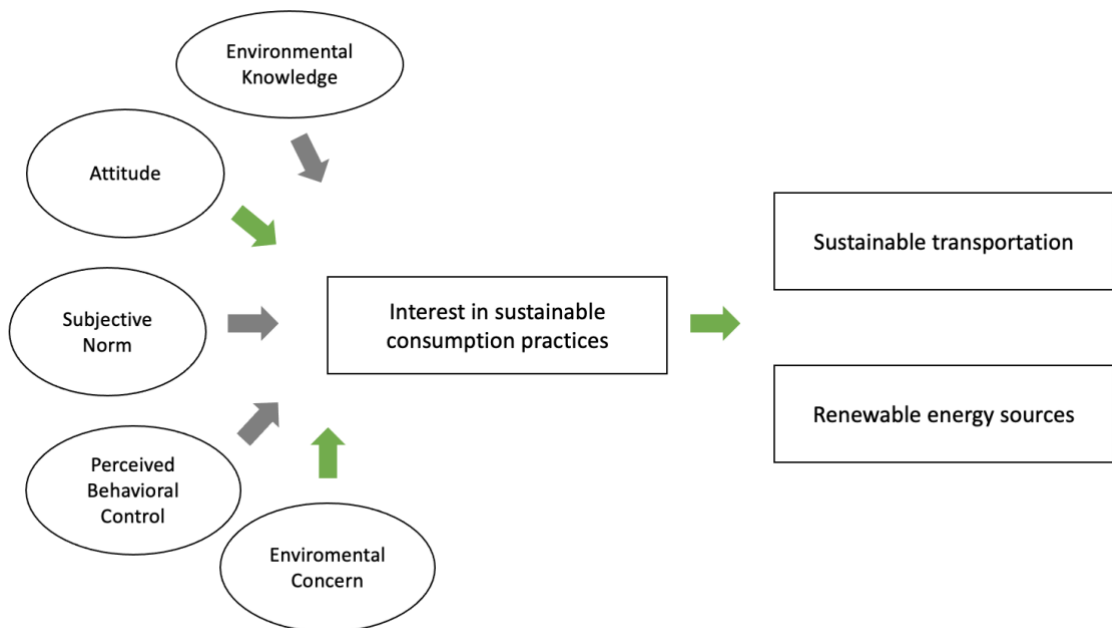 Environmental
Knowledge
Attitude
Subjective
Norm
Perceived
Behavioral
Control
Enviromental
Concern
Interest in sustainable
consumption practices
Sustainable transportation
Renewable energy sources